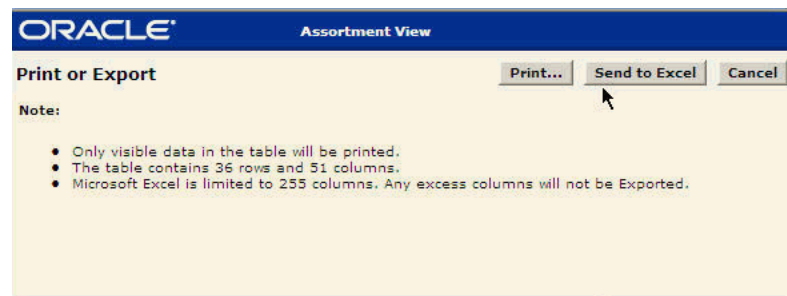 ORACLE Assortment View
Print or Export Print... Send to Excel Cancel
Note:
Only visible data in the table will be printed.
The table contains 36 rows and 51 columns.
Microsoft Excel is limited to 255 columns. Any excess columns will not be Exported.